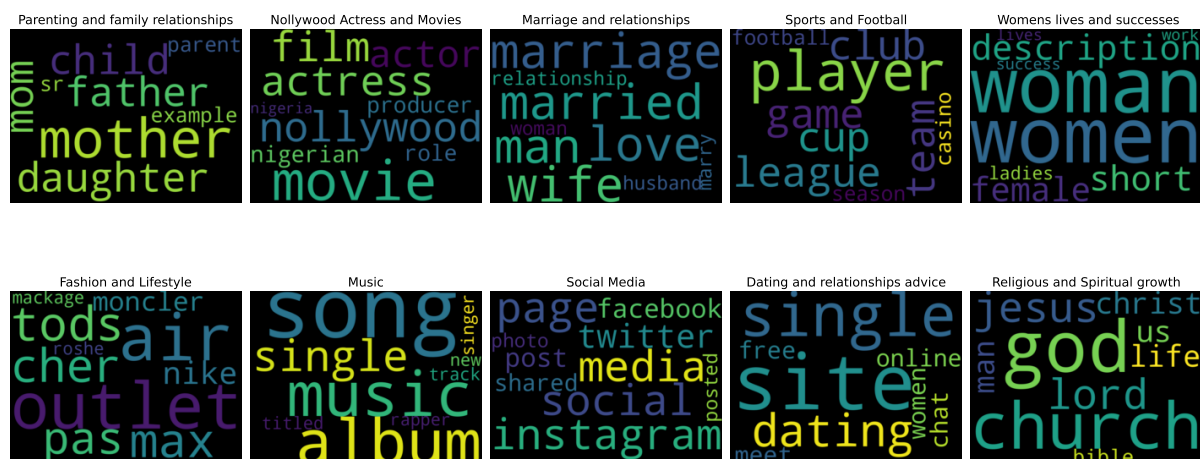 Parenting and family relationships
parent
child
mom
sr
father
example
mother
daughter
Nollywood Actress and Movies
film
actor
actress
nigeria
producer
nollywood
nigerian
role
movie
Marriage and relationships
marriage
relationship
married
woman
man
love
marry
wife
husband
Sports and Football
football
club
player
game
team
casino
cup
league
season
Womens lives and successes
lives
work
description
success
woman
women
ladies
female
short
Fashion and Lifestyle
mackage
moncler
tods
air
roshe
cher
nike
outlet
pas
max
Music
song
singer
single
new
track
music
titled
rapper
album
Social Media
page
facebook
photo
twitter
post
media
shared
posted
social
instagram
Dating and relationships advice
single
free
online
site
women
chat
dating
meet
Religious and Spiritual growth
jesus
christ
god
us
man
life
lord
church
bible